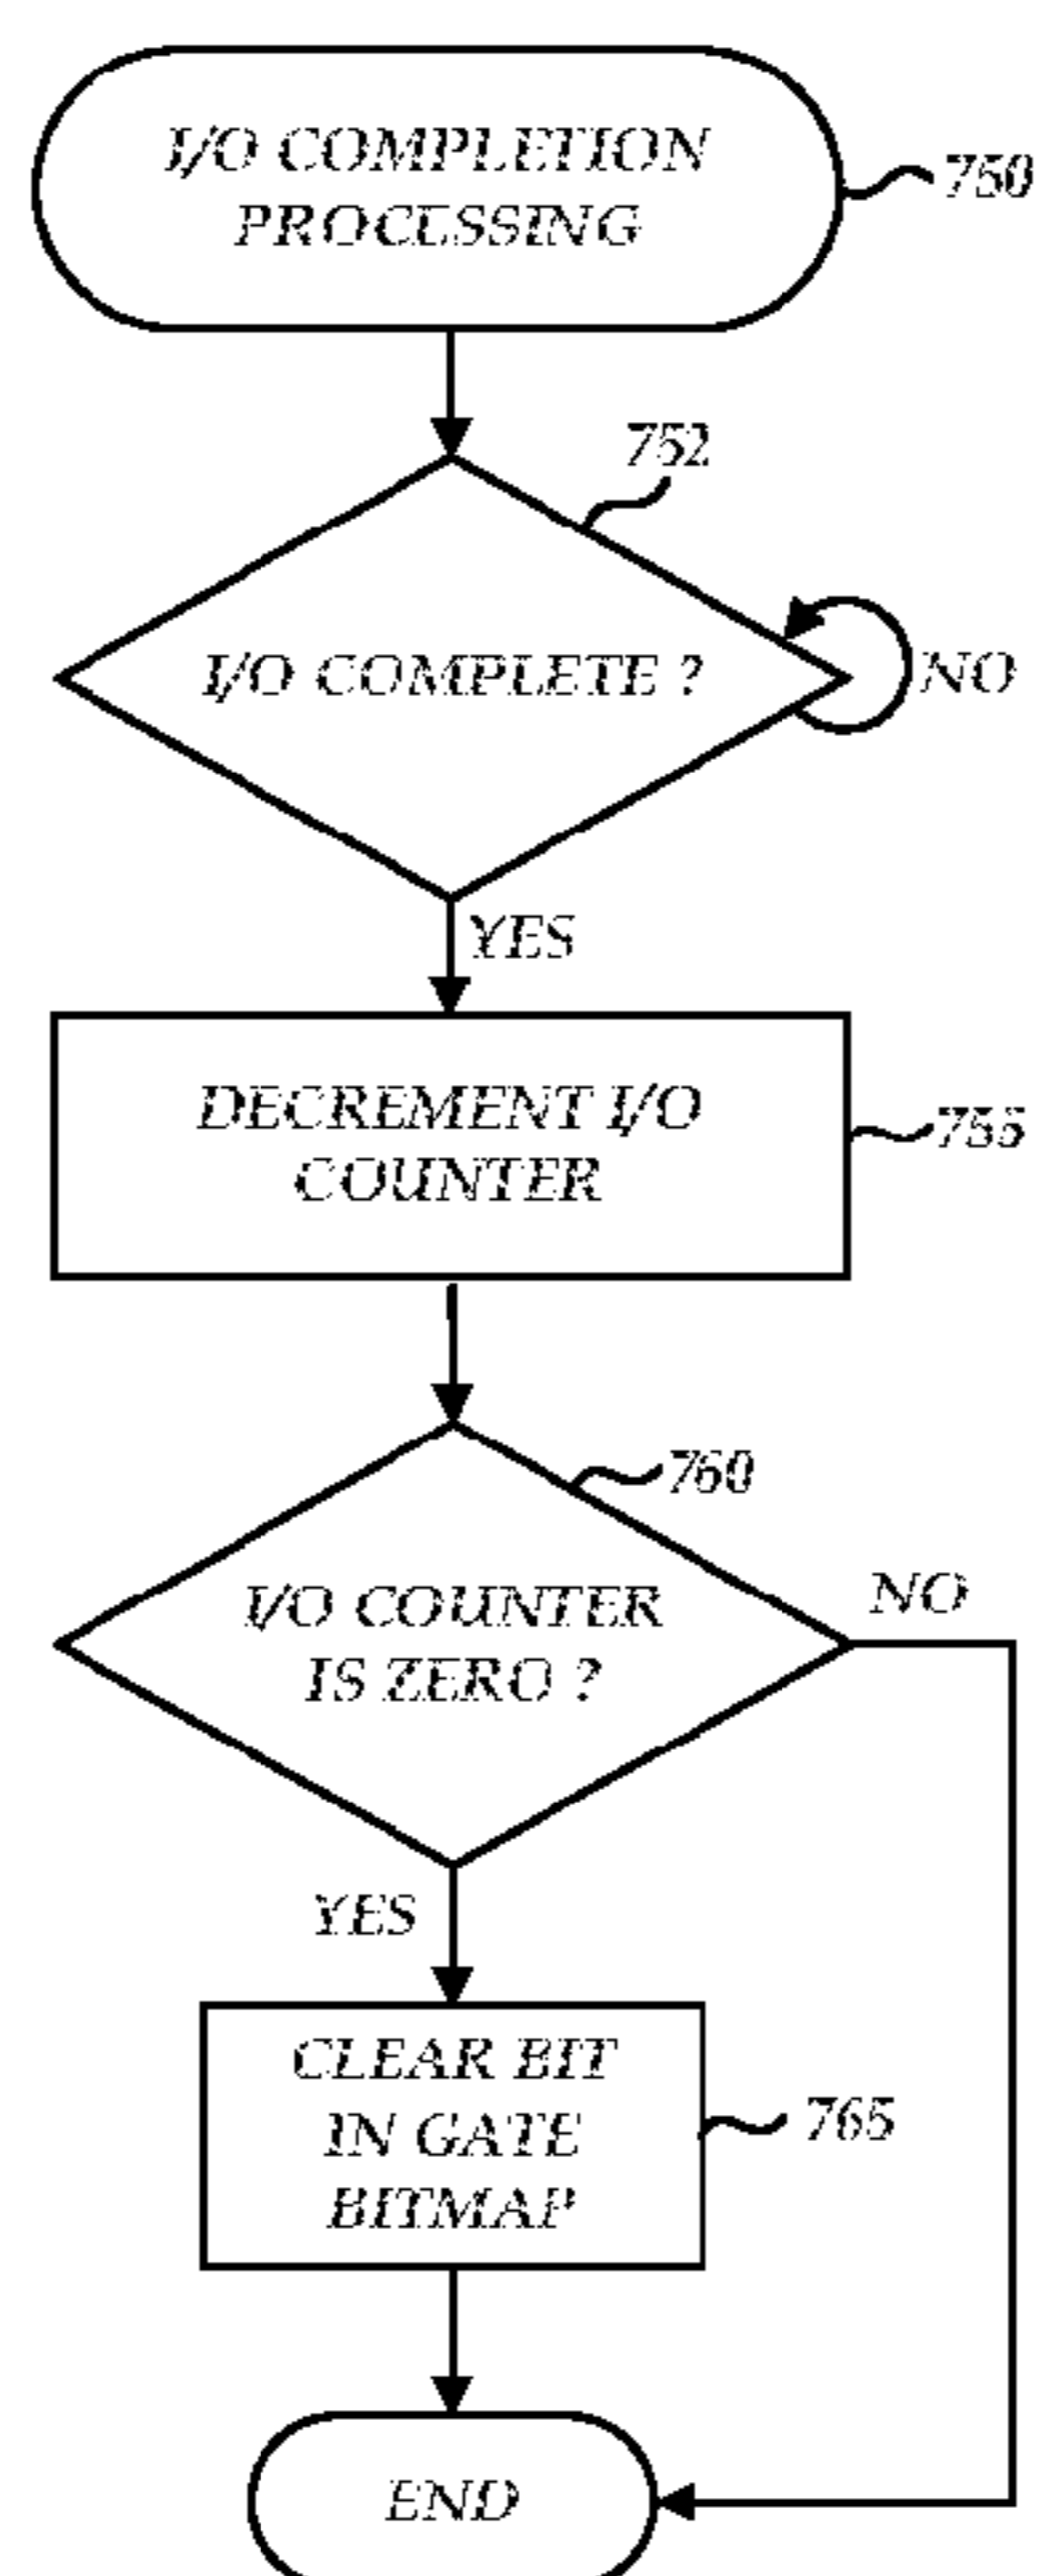 I/O COMPLETION
PROCESSING
750
752
I/O COMPLETE ?
NO
YES
DECREMENT I/O
COUNTER
755
760
I/O COUNTER
IS ZERO ?
NO
YES
CLEAR BIT
IN GATE
BITMAP
765
END